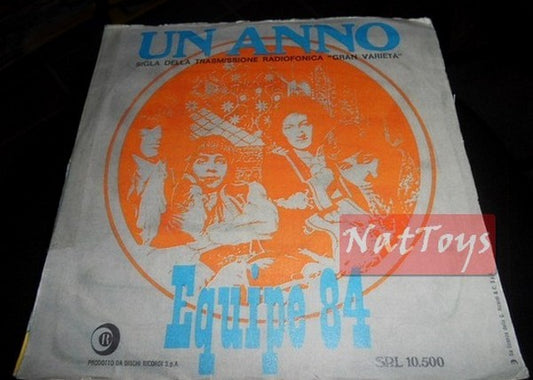 UN ANNO
SIGLA DELLA TRASMISSIONE RADIOFONICA "GRAN VARIETÀ"
NatToys
Equipe 84
R
PRODOTTO DA DISCHI RICORDI S.p.A.
SRL 10.500